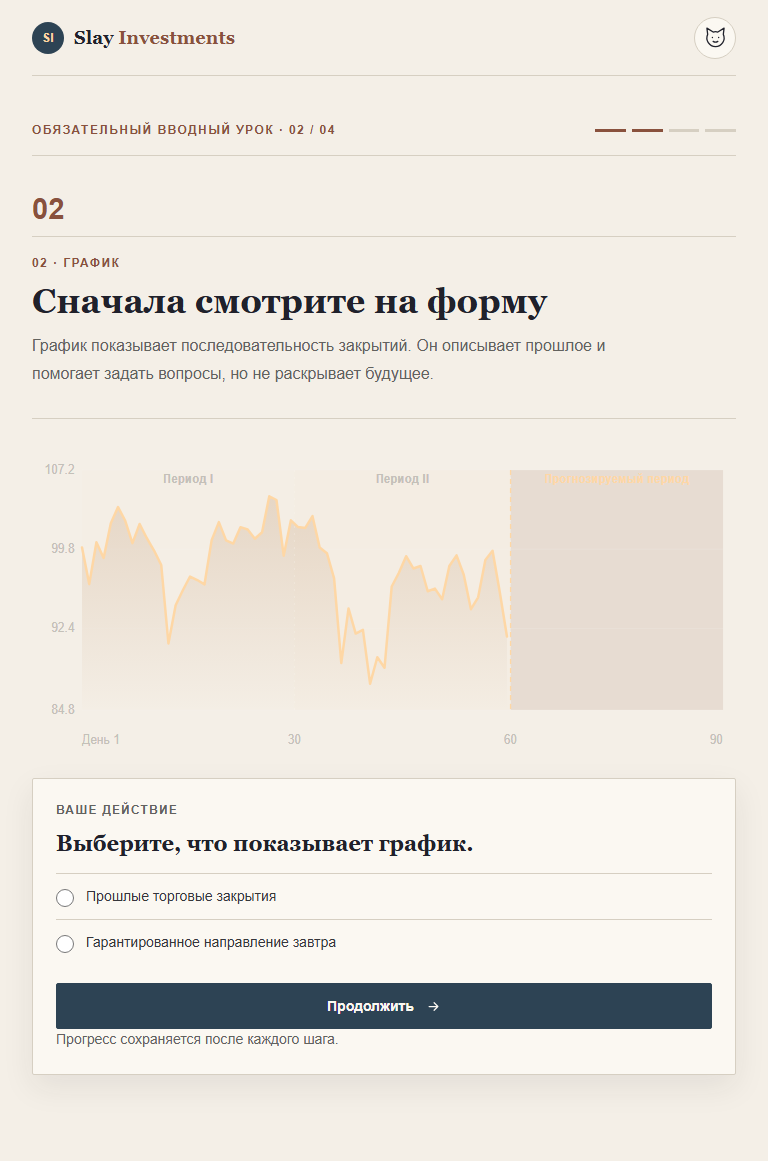 SI
Slay Investments
ОБЯЗАТЕЛЬНЫЙ ВВОДНЫЙ УРОК · 02 / 04
02
02 · ГРАФИК
Сначала смотрите на форму
График показывает последовательность закрытий. Он описывает прошлое и
помогает задать вопросы, но не раскрывает будущее.
107.2
Период I
Период II
99.8
92.4
84.8
День 1
30
60
90
ВАШЕ ДЕЙСТВИЕ
Выберите, что показывает график.
Прошлые торговые закрытия
Гарантированное направление завтра
Продолжить →
Прогресс сохраняется после каждого шага.